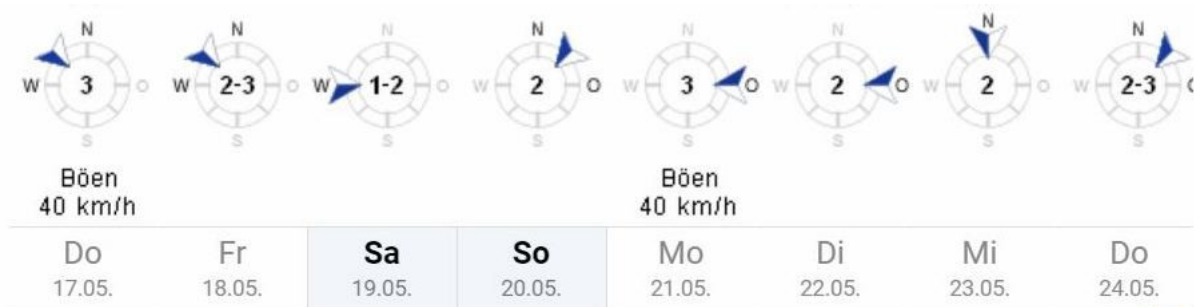 N N N N N N N N
W 3 O W 2-3 O W 1-2 O W 2 O W 3 O W 2 O W 2 O W 2-3 O
S S S S S S S S
Böen Böen
40 km/h 40 km/h
Do Fr Sa So Mo Di Mi Do
17.05. 18.05. 19.05. 20.05. 21.05. 22.05. 23.05. 24.05.